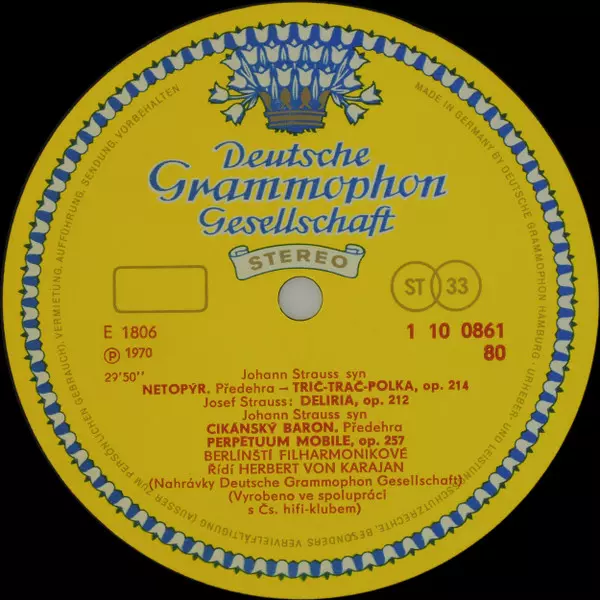 Deutsche
Grammophon
Gesellschaft
STEREO
ST 33
E 1806
1 10 0861
℗ 1970
80
29'50''
Johann Strauss syn
NETOPÝR. Předehra – TRIČ-TRAČ-POLKA, op. 214
Josef Strauss: DELIRIA, op. 212
Johann Strauss syn
CIKÁNSKÝ BARON. Předehra
PERPETUUM MOBILE, op. 257
BERLÍNŠTÍ FILHARMONIKOVÉ
Řídí HERBERT VON KARAJAN
(Nahrávky Deutsche Grammophon Gesellschaft)
(Vyrobeno ve spolupráci
s Čs. hifi-klubem)
MADE IN GERMANY BY DEUTSCHE GRAMMOPHON HAMBURG · URHEBER- UND LEISTUNGSSCHUTZRECHTE, BESONDERS VERVIELFÄLTIGUNG (AUSSER ZUM PERSÖNLICHEN GEBRAUCH), VERMIETUNG, AUFFÜHRUNG, SENDUNG, VORBEHALTEN